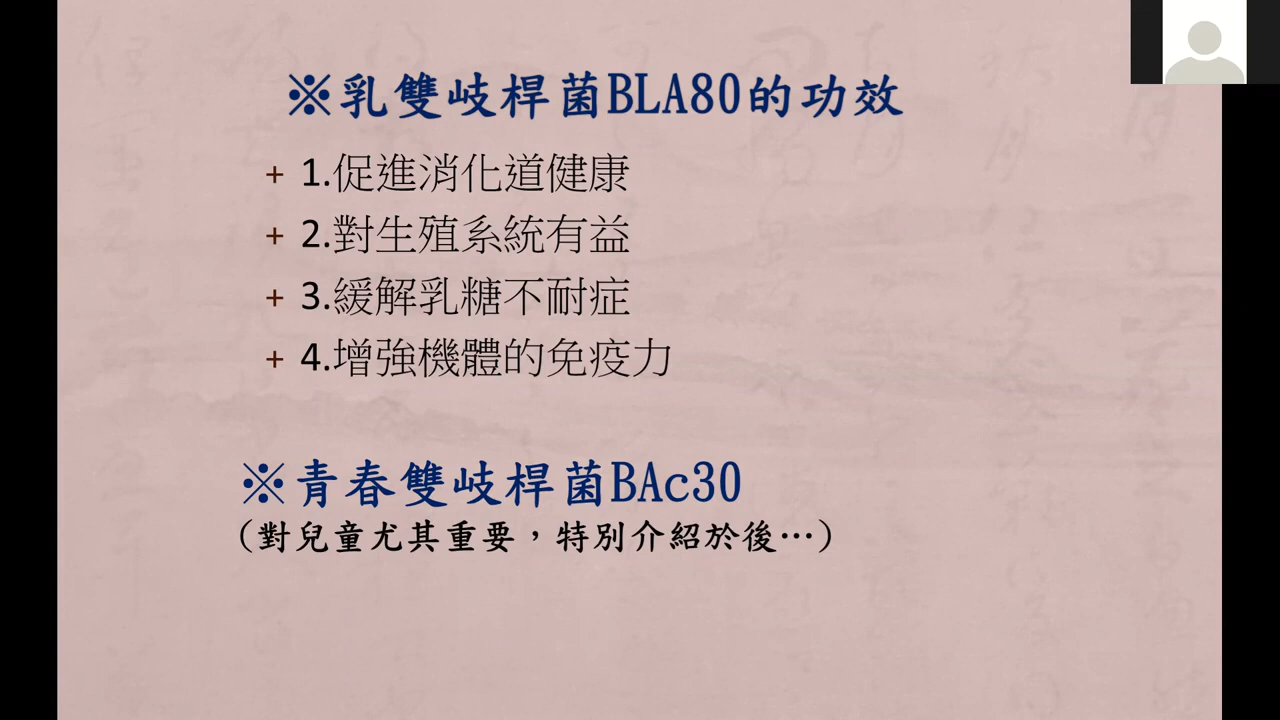 ※乳雙岐桿菌BLA80的功效
+ 1.促進消化道健康
+ 2.對生殖系統有益
+ 3.緩解乳糖不耐症
+ 4.增強機體的免疫力
※青春雙岐桿菌BAc30
(對兒童尤其重要，特別介紹於後…)